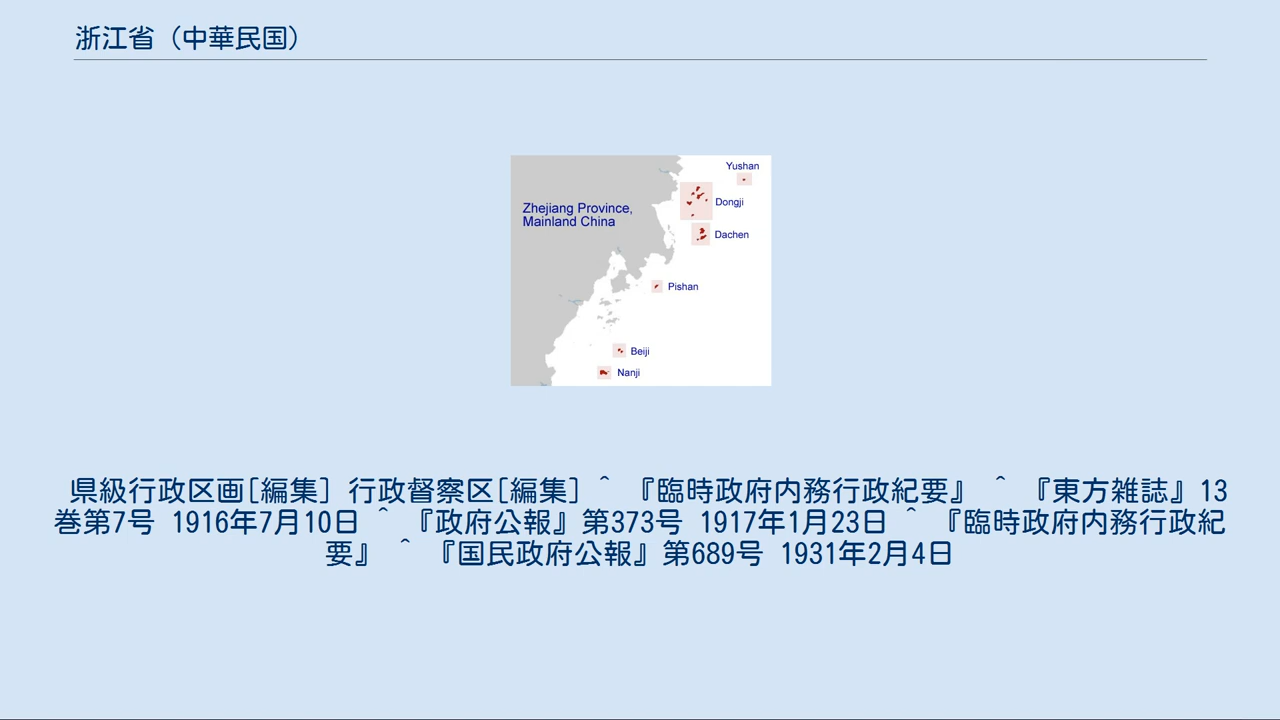 浙江省（中華民国）
Yushan
Dongji
Zhejiang Province,
Mainland China
Dachen
Pishan
Beiji
Nanji
県級行政区画[編集] 行政督察区[編集] ^ 『臨時政府内務行政紀要』 ^ 『東方雑誌』13
巻第7号 1916年7月10日 ^ 『政府公報』第373号 1917年1月23日 ^ 『臨時政府内務行政紀
要』 ^ 『国民政府公報』第689号 1931年2月4日